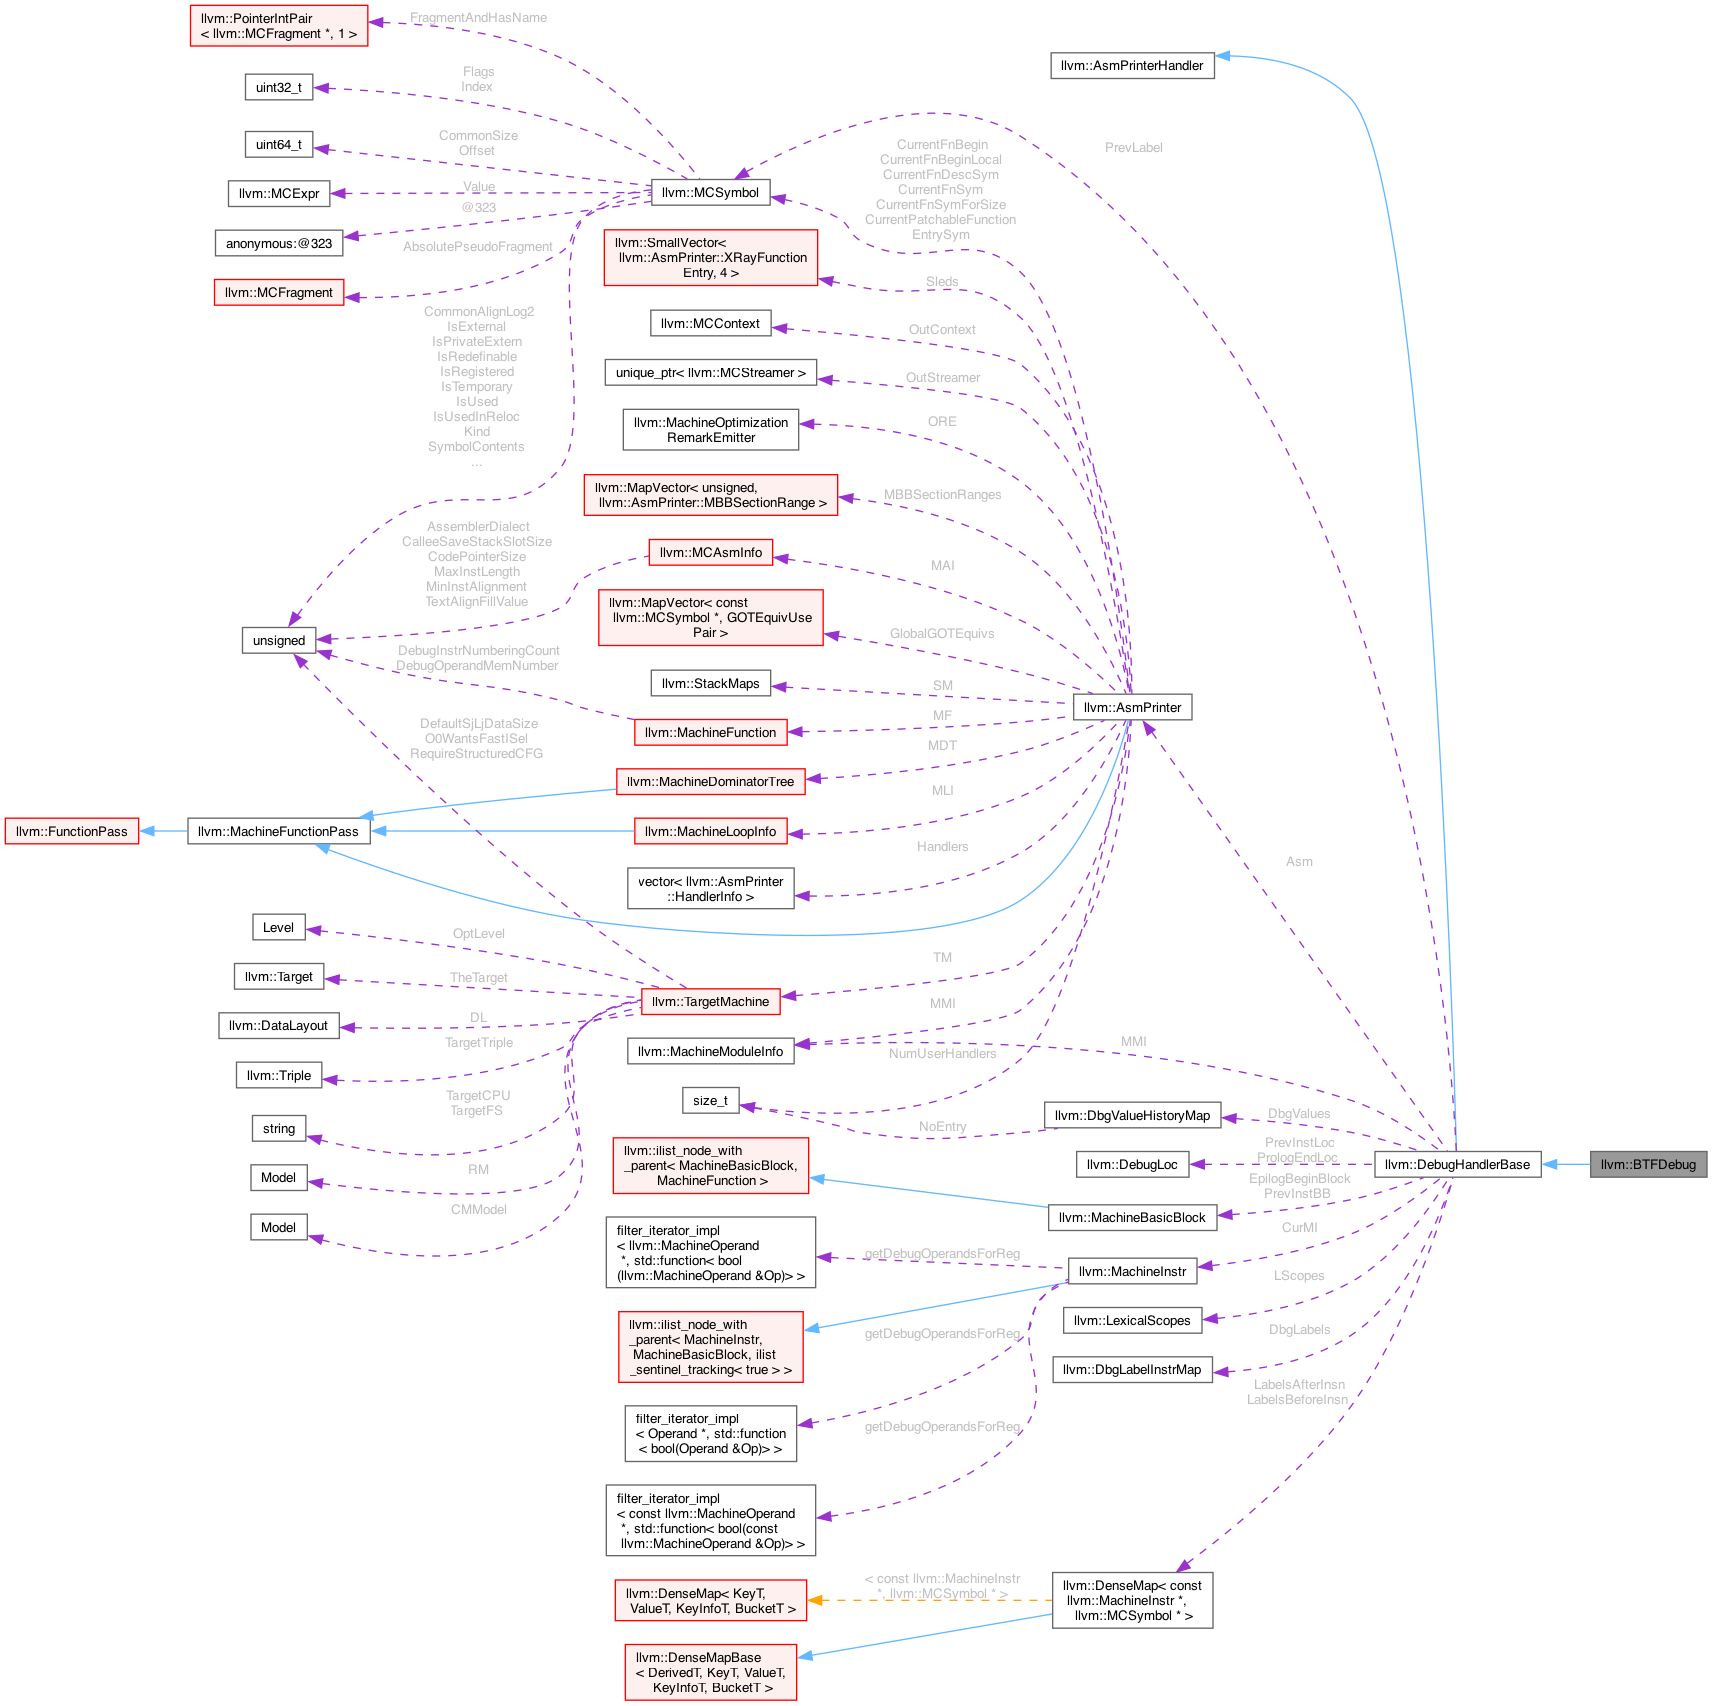 llvm::PointerIntPair
< llvm::MCFragment *, 1 >
FragmentAndHasName
uint32_t
Flags
Index
uint64_t
CommonSize
Offset
llvm::MCExpr
Value
anonymous:@323
@323
llvm::MCFragment
AbsolutePseudoFragment
CommonAlignLog2
IsExternal
IsPrivateExtern
IsRedefinable
IsRegistered
IsTemporary
IsUsed
IsUsedInReloc
Kind
SymbolContents
...
AssemblerDialect
CalleeSaveStackSlotSize
CodePointerSize
MaxInstLength
MinInstAlignment
TextAlignFillValue
unsigned
DebugInstrNumberingCount
DebugOperandMemNumber
DefaultSjLjDataSize
O0WantsFastISel
RequireStructuredCFG
llvm::FunctionPass
llvm::MachineFunctionPass
Level
OptLevel
llvm::Target
TheTarget
llvm::DataLayout
DL
TargetTriple
llvm::Triple
TargetCPU
TargetFS
string
Model
RM
Model
CMModel
llvm::MCSymbol
llvm::SmallVector<
llvm::AsmPrinter::XRayFunction
Entry, 4 >
llvm::MCContext
unique_ptr< llvm::MCStreamer >
llvm::MachineOptimization
RemarkEmitter
llvm::MapVector< unsigned,
llvm::AsmPrinter::MBBSectionRange >
llvm::MCAsmInfo
llvm::MapVector< const
llvm::MCSymbol *, GOTEquivUse
Pair >
llvm::StackMaps
llvm::MachineFunction
llvm::MachineDominatorTree
llvm::MachineLoopInfo
vector< llvm::AsmPrinter
::HandlerInfo >
llvm::TargetMachine
llvm::MachineModuleInfo
size_t
llvm::ilist_node_with
_parent< MachineBasicBlock,
MachineFunction >
filter_iterator_impl
< llvm::MachineOperand
*, std::function< bool
(llvm::MachineOperand &Op)> >
llvm::ilist_node_with
_parent< MachineInstr,
MachineBasicBlock, ilist
_sentinel_tracking< true > >
filter_iterator_impl
< Operand *, std::function
< bool(Operand &Op)> >
filter_iterator_impl
< const llvm::MachineOperand
*, std::function< bool(const
llvm::MachineOperand &Op)> >
llvm::DenseMap< KeyT,
ValueT, KeyInfoT, BucketT >
llvm::DenseMapBase
< DerivedT, KeyT, ValueT,
KeyInfoT, BucketT >
CurrentFnBegin
CurrentFnBeginLocal
CurrentFnDescSym
CurrentFnSym
CurrentFnSymForSize
CurrentPatchableFunction
EntrySym
Sleds
OutContext
OutStreamer
ORE
MBBSectionRanges
MAI
GlobalGOTEquivs
SM
MF
MDT
MLI
Handlers
TM
MMI
NumUserHandlers
NoEntry
getDebugOperandsForReg
getDebugOperandsForReg
getDebugOperandsForReg
< const llvm::MachineInstr
*, llvm::MCSymbol * >
llvm::AsmPrinterHandler
PrevLabel
llvm::AsmPrinter
Asm
MMI
llvm::DbgValueHistoryMap
DbgValues
llvm::DebugLoc
PrevInstLoc
PrologEndLoc
EpilogBeginBlock
PrevInstBB
llvm::MachineBasicBlock
CurMI
llvm::MachineInstr
LScopes
llvm::LexicalScopes
DbgLabels
llvm::DbgLabelInstrMap
LabelsAfterInsn
LabelsBeforeInsn
llvm::DenseMap< const
llvm::MachineInstr *,
llvm::MCSymbol * >
llvm::DebugHandlerBase
llvm::BTFDebug